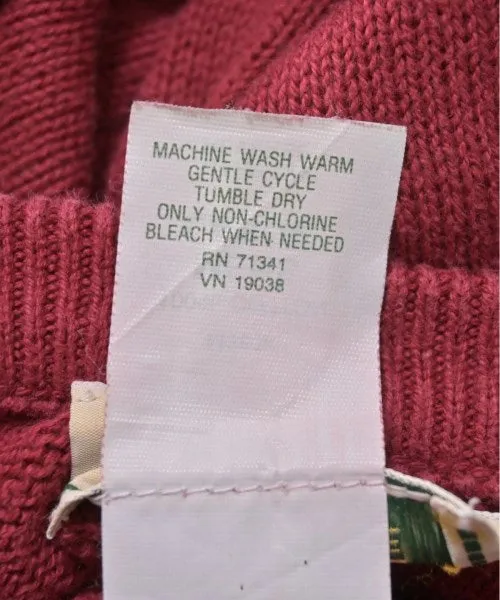 MACHINE WASH WARM
GENTLE CYCLE
TUMBLE DRY
ONLY NON-CHLORINE
BLEACH WHEN NEEDED
RN 71341
VN 19038